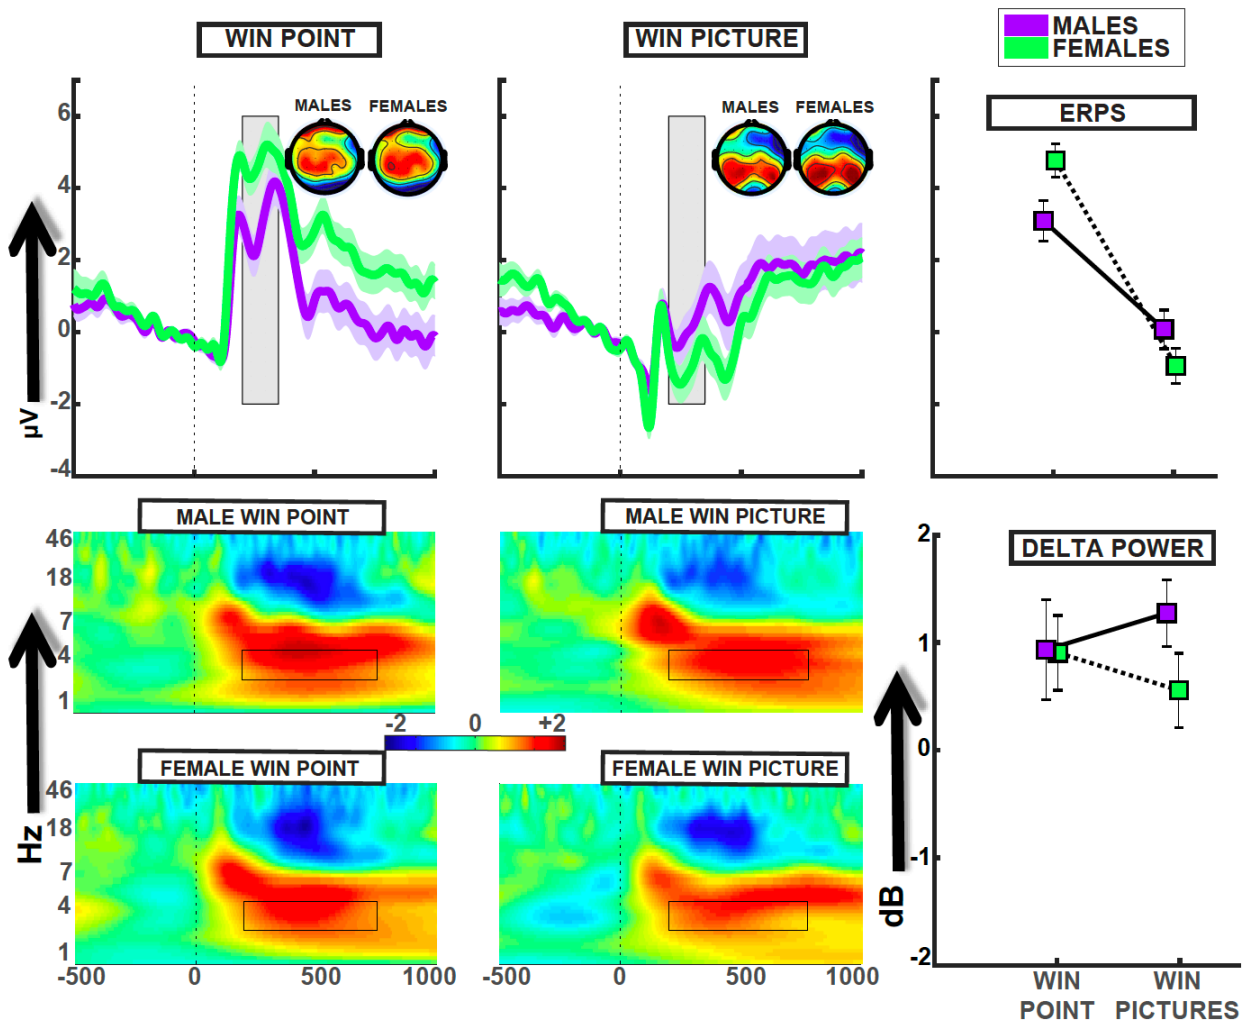 WIN POINT
WIN PICTURE
MALES
FEMALES
MALES
FEMALES
MALES
FEMALES
ERPS
6
4
2
0
-2
-4
µV
MALE WIN POINT
MALE WIN PICTURE
DELTA POWER
46
18
7
4
1
2
1
0
-1
-2
-2
0
+2
FEMALE WIN POINT
FEMALE WIN PICTURE
46
18
7
4
1
Hz
dB
-500
0
500
1000
0
500
1000
WIN
POINT
WIN
PICTURES